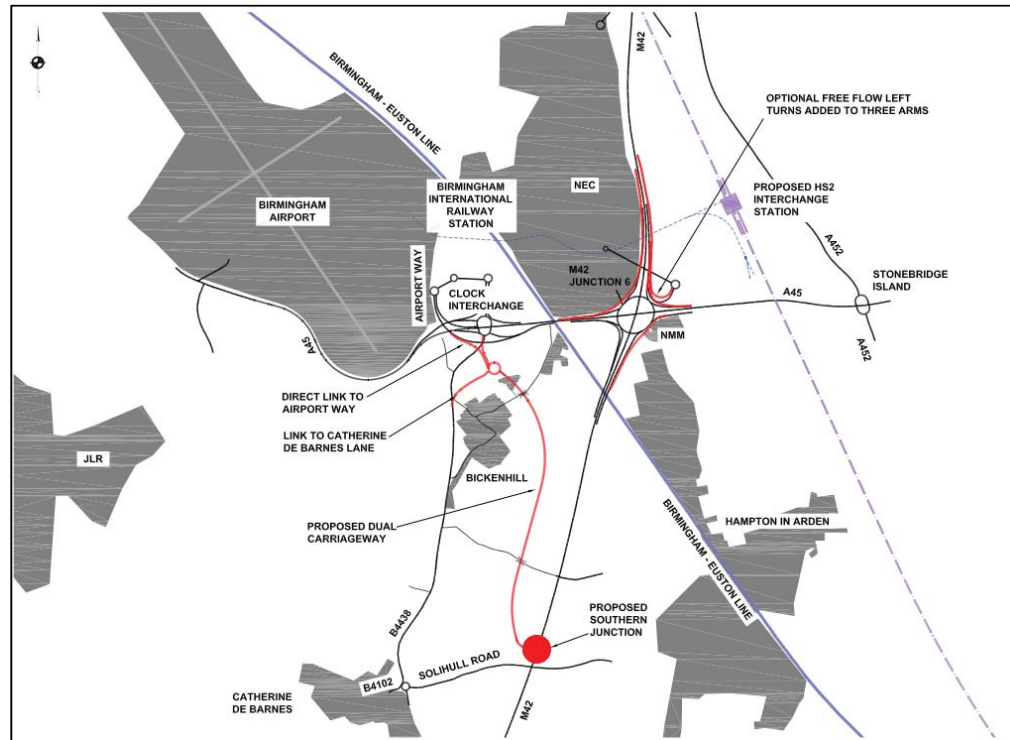 M42
BIRMINGHAM - EUSTON LINE
OPTIONAL FREE FLOW LEFT
TURNS ADDED TO THREE ARMS
NEC
PROPOSED HS2
INTERCHANGE
STATION
BIRMINGHAM
AIRPORT
BIRMINGHAM
INTERNATIONAL
RAILWAY
STATION
A452
AIRPORT WAY
M42
JUNCTION 6
CLOCK
INTERCHANGE
A45
STONEBRIDGE
ISLAND
A45
NMM
A452
DIRECT LINK TO
AIRPORT WAY
LINK TO CATHERINE
DE BARNES LANE
JLR
BICKENHILL
PROPOSED DUAL
CARRIAGEWAY
HAMPTON IN ARDEN
BIRMINGHAM - EUSTON LINE
B4438
PROPOSED
SOUTHERN
JUNCTION
SOLIHULL ROAD
B4102
CATHERINE
DE BARNES
M42